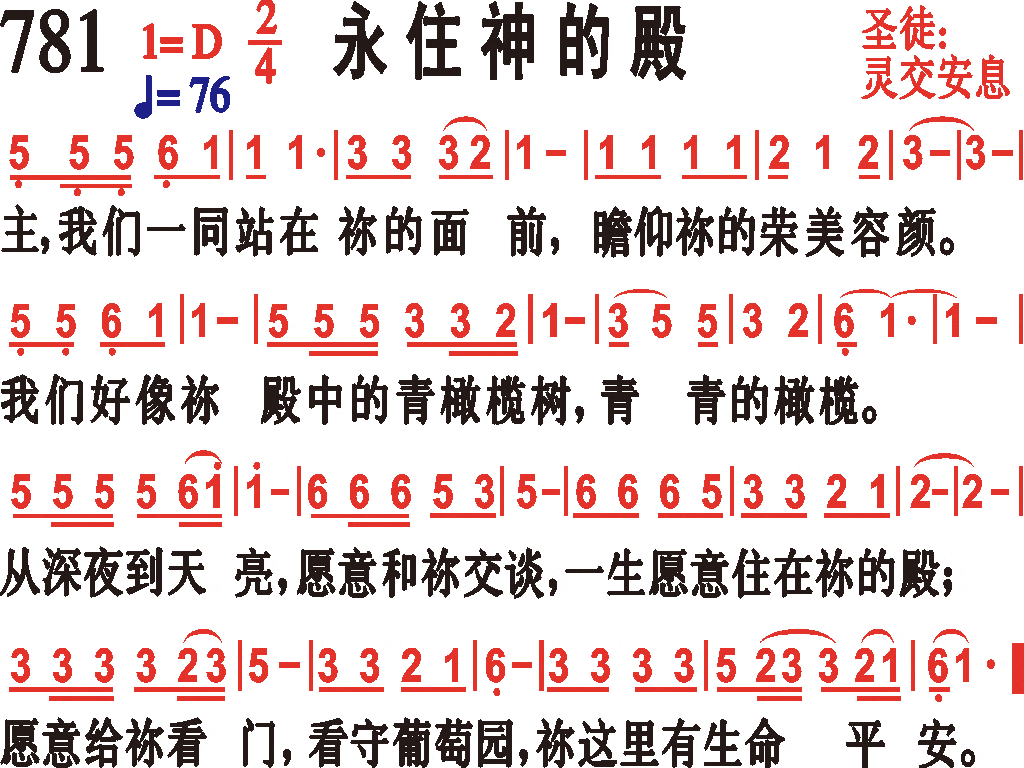 781 1=D 2/4 永住神的殿 圣徒:
♩=76 灵交安息
5̣ 5̣ 5̣ 6̣ 1 | 1 1· | 3 3 3 2 | 1 – | 1 1 1 1 | 2 1 2 | 3 – | 3 – |
主,我们一同站在 祢的面 前, 瞻仰祢的荣美容颜。
5̣ 5̣ 6̣ 1 | 1 – | 5 5 5 3 3 2 | 1 – | 3 5 5 | 3 2 | 6̣ 1· | 1 – |
我们好像祢 殿中的青橄榄树, 青 青的橄榄。
5 5 5 5 6 1̇ | 1̇ – | 6 6 6 5 3 | 5 – | 6 6 6 5 | 3 3 2 1 | 2 – | 2 – |
从深夜到天 亮, 愿意和祢交谈, 一生愿意住在祢的殿;
3 3 3 3 2 3 | 5 – | 3 3 2 1 | 6̣ – | 3 3 3 3 | 5 2 3 3 2 1 | 6̣ 1·
愿意给祢看 门, 看守葡萄园, 祢这里有生命 平 安。